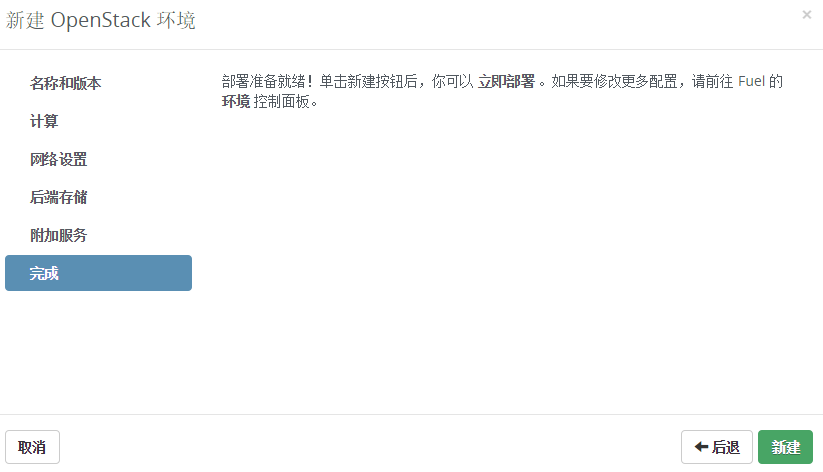 新建 OpenStack 环境
×
名称和版本
计算
网络设置
后端存储
附加服务
完成
部署准备就绪！单击新建按钮后，你可以 立即部署 。如果要修改更多配置，请前往 Fuel 的
环境 控制面板。
取消
后退
新建